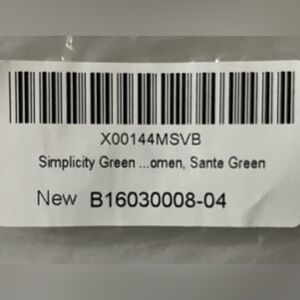 X00144MSVB
Simplicity Green ...omen, Sante Green
New B16030008-04